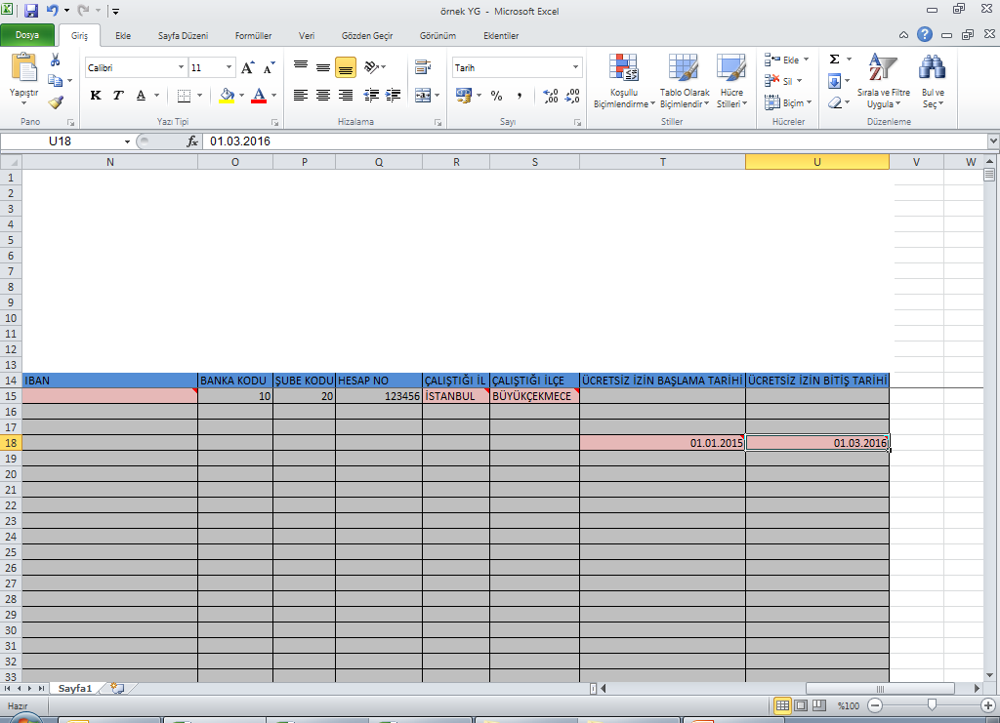 örnek YG - Microsoft Excel
Dosya Giriş Ekle Sayfa Düzeni Formüller Veri Gözden Geçir Görünüm Eklentiler
Yapıştır
Calibri 11
K T A
Tarih
% ,
Koşullu Biçimlendirme
Tablo Olarak Biçimlendir
Hücre Stilleri
Ekle
Sil
Biçim
Σ
Sırala ve Filtre Uygula
Bul ve Seç
Pano Yazı Tipi Hizalama Sayı Stiller Hücreler Düzenleme
U18 fx 01.03.2016
N O P Q R S T U V W
1
2
3
4
5
6
7
8
9
10
11
12
13
14 IBAN BANKA KODU ŞUBE KODU HESAP NO ÇALIŞTIĞI İL ÇALIŞTIĞI İLÇE ÜCRETSİZ İZİN BAŞLAMA TARİHİ ÜCRETSİZ İZİN BİTİŞ TARİHİ
15 10 20 123456 İSTANBUL BÜYÜKÇEKMECE
16
17
18 01.01.2015 01.03.2016
19
20
21
22
23
24
25
26
27
28
29
30
31
32
33
Sayfa1
Hazır %100